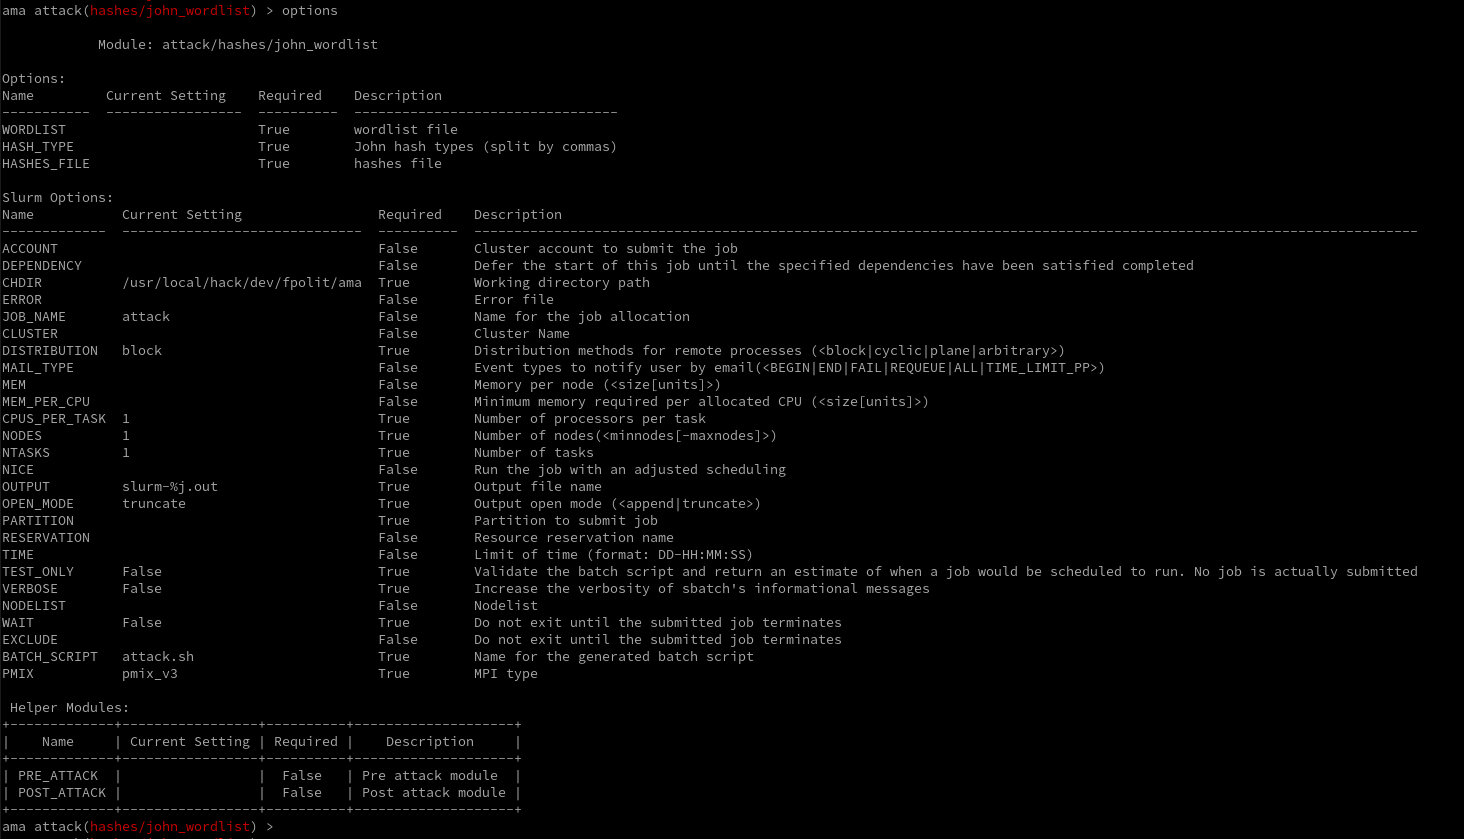 ama attack(hashes/john_wordlist) > options
Module: attack/hashes/john_wordlist
Options:
Name         Current Setting    Required    Description
-----------  -----------------  ----------  ---------------------------------
WORDLIST                        True        wordlist file
HASH_TYPE                       True        John hash types (split by commas)
HASHES_FILE                     True        hashes file
Slurm Options:
Name           Current Setting                 Required    Description
-------------  ------------------------------  ----------  ----------------------------------------------------------------------------------------------------------------------
ACCOUNT                                        False       Cluster account to submit the job
DEPENDENCY                                     False       Defer the start of this job until the specified dependencies have been satisfied completed
CHDIR          /usr/local/hack/dev/fpolit/ama  True        Working directory path
ERROR                                          False       Error file
JOB_NAME       attack                          False       Name for the job allocation
CLUSTER                                        False       Cluster Name
DISTRIBUTION   block                           True        Distribution methods for remote processes (<block|cyclic|plane|arbitrary>)
MAIL_TYPE                                      False       Event types to notify user by email(<BEGIN|END|FAIL|REQUEUE|ALL|TIME_LIMIT_PP>)
MEM                                            False       Memory per node (<size[units]>)
MEM_PER_CPU                                    False       Minimum memory required per allocated CPU (<size[units]>)
CPUS_PER_TASK  1                               True        Number of processors per task
NODES          1                               True        Number of nodes(<minnodes[-maxnodes]>)
NTASKS         1                               True        Number of tasks
NICE                                           False       Run the job with an adjusted scheduling
OUTPUT         slurm-%j.out                    True        Output file name
OPEN_MODE      truncate                        True        Output open mode (<append|truncate>)
PARTITION                                      True        Partition to submit job
RESERVATION                                    False       Resource reservation name
TIME                                           False       Limit of time (format: DD-HH:MM:SS)
TEST_ONLY      False                           True        Validate the batch script and return an estimate of when a job would be scheduled to run. No job is actually submitted
VERBOSE        False                           True        Increase the verbosity of sbatch's informational messages
NODELIST                                       False       Nodelist
WAIT           False                           True        Do not exit until the submitted job terminates
EXCLUDE                                        False       Do not exit until the submitted job terminates
BATCH_SCRIPT   attack.sh                       True        Name for the generated batch script
PMIX           pmix_v3                         True        MPI type
Helper Modules:
+-------------+-----------------+----------+--------------------+
|    Name     | Current Setting | Required |    Description     |
+-------------+-----------------+----------+--------------------+
| PRE_ATTACK  |                 |  False   | Pre attack module  |
| POST_ATTACK |                 |  False   | Post attack module |
+-------------+-----------------+----------+--------------------+
ama attack(hashes/john_wordlist) >